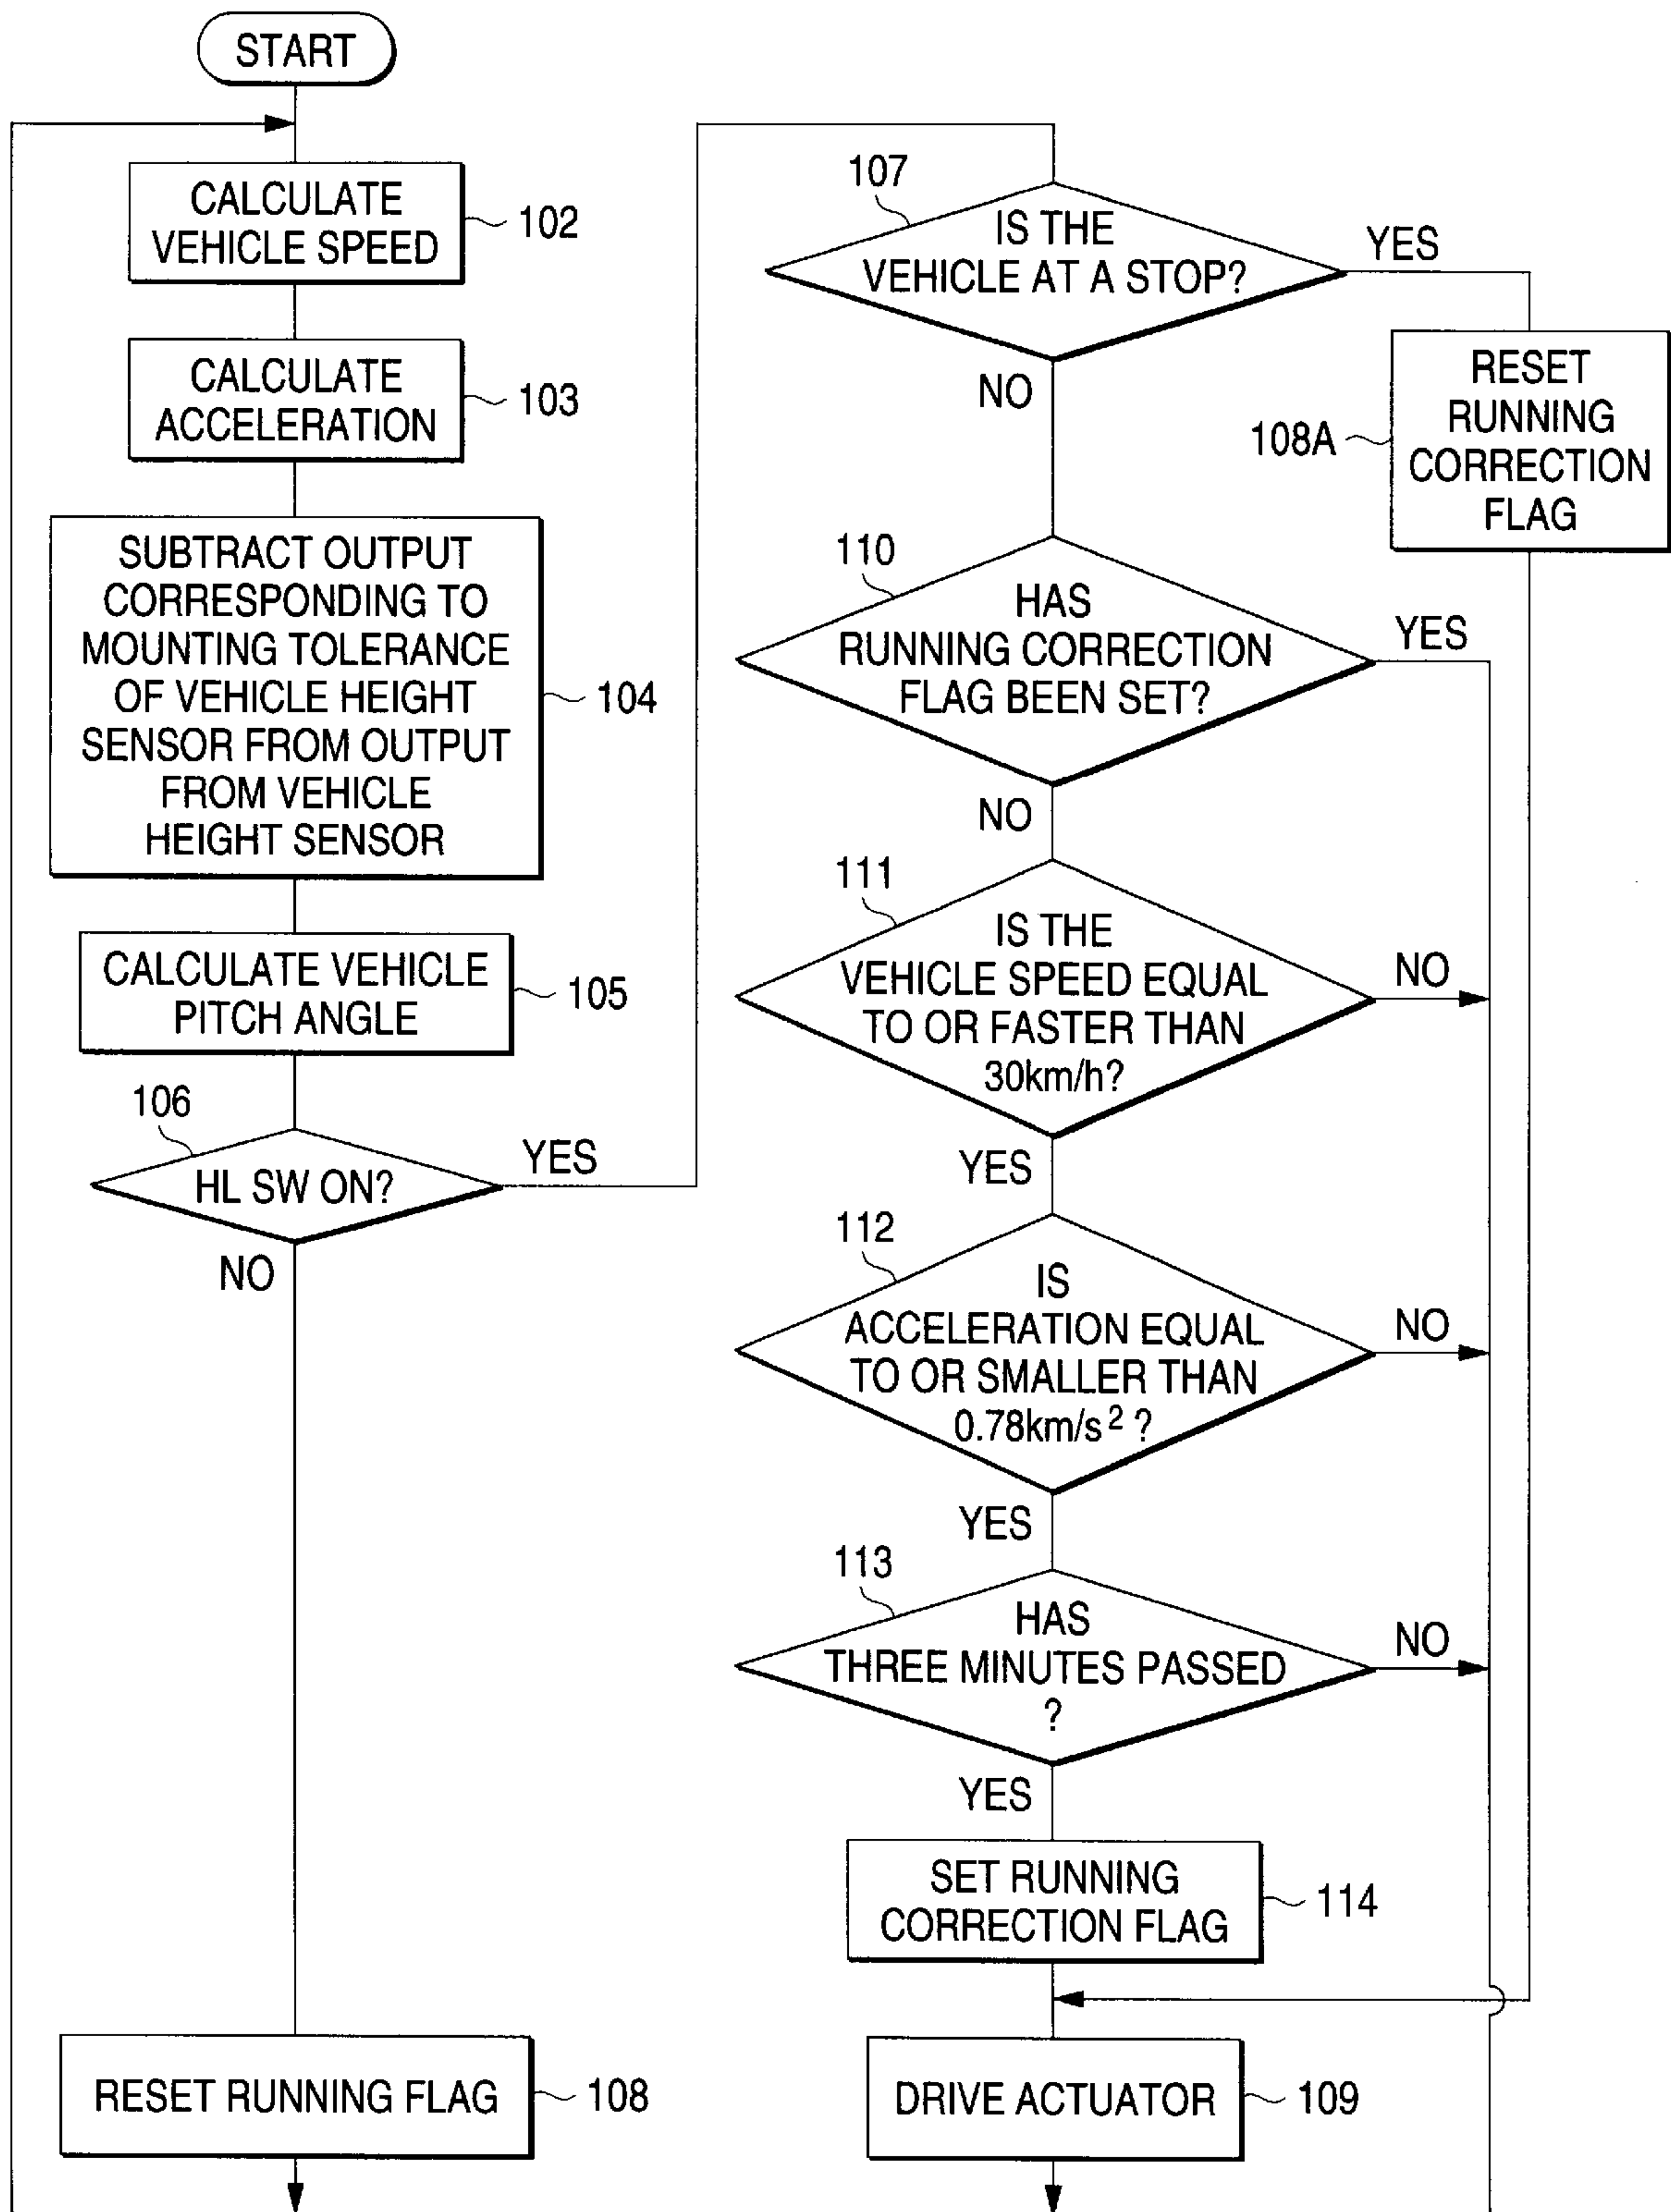 START
CALCULATE
VEHICLE SPEED
102
CALCULATE
ACCELERATION
103
SUBTRACT OUTPUT
CORRESPONDING TO
MOUNTING TOLERANCE
OF VEHICLE HEIGHT
SENSOR FROM OUTPUT
FROM VEHICLE
HEIGHT SENSOR
104
CALCULATE VEHICLE
PITCH ANGLE
105
106
HL SW ON?
YES
NO
RESET RUNNING FLAG
108
107
IS THE
VEHICLE AT A STOP?
YES
NO
RESET
RUNNING
CORRECTION
FLAG
108A
110
HAS
RUNNING CORRECTION
FLAG BEEN SET?
YES
NO
111
IS THE
VEHICLE SPEED EQUAL
TO OR FASTER THAN
30km/h?
NO
YES
112
IS
ACCELERATION EQUAL
TO OR SMALLER THAN
0.78km/s² ?
NO
YES
113
HAS
THREE MINUTES PASSED
?
NO
YES
SET RUNNING
CORRECTION FLAG
114
DRIVE ACTUATOR
109